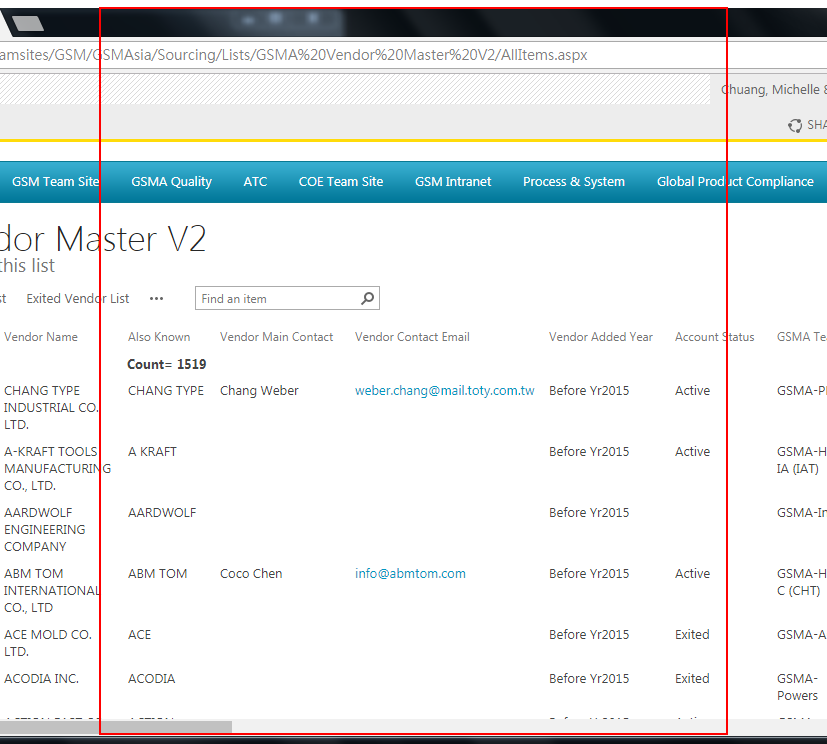 amsites/GSM/GSMAsia/Sourcing/Lists/GSMA%20Vendor%20Master%20V2/AllItems.aspx
Chuang, Michelle &
SHA
GSM Team Site GSMA Quality ATC COE Team Site GSM Intranet Process & System Global Product Compliance
dor Master V2
this list
st Exited Vendor List ••• Find an item
Vendor Name Also Known Vendor Main Contact Vendor Contact Email Vendor Added Year Account Status GSMA Tea
Count= 1519
CHANG TYPE CHANG TYPE Chang Weber weber.chang@mail.toty.com.tw Before Yr2015 Active GSMA-P
INDUSTRIAL CO.
LTD.
A-KRAFT TOOLS A KRAFT Before Yr2015 Active GSMA-H
MANUFACTURING IA (IAT)
CO., LTD.
AARDWOLF AARDWOLF Before Yr2015 GSMA-In
ENGINEERING
COMPANY
ABM TOM ABM TOM Coco Chen info@abmtom.com Before Yr2015 Active GSMA-H
INTERNATIONAL C (CHT)
CO., LTD
ACE MOLD CO. ACE Before Yr2015 Exited GSMA-A
LTD.
ACODIA INC. ACODIA Before Yr2015 Exited GSMA-
Powers